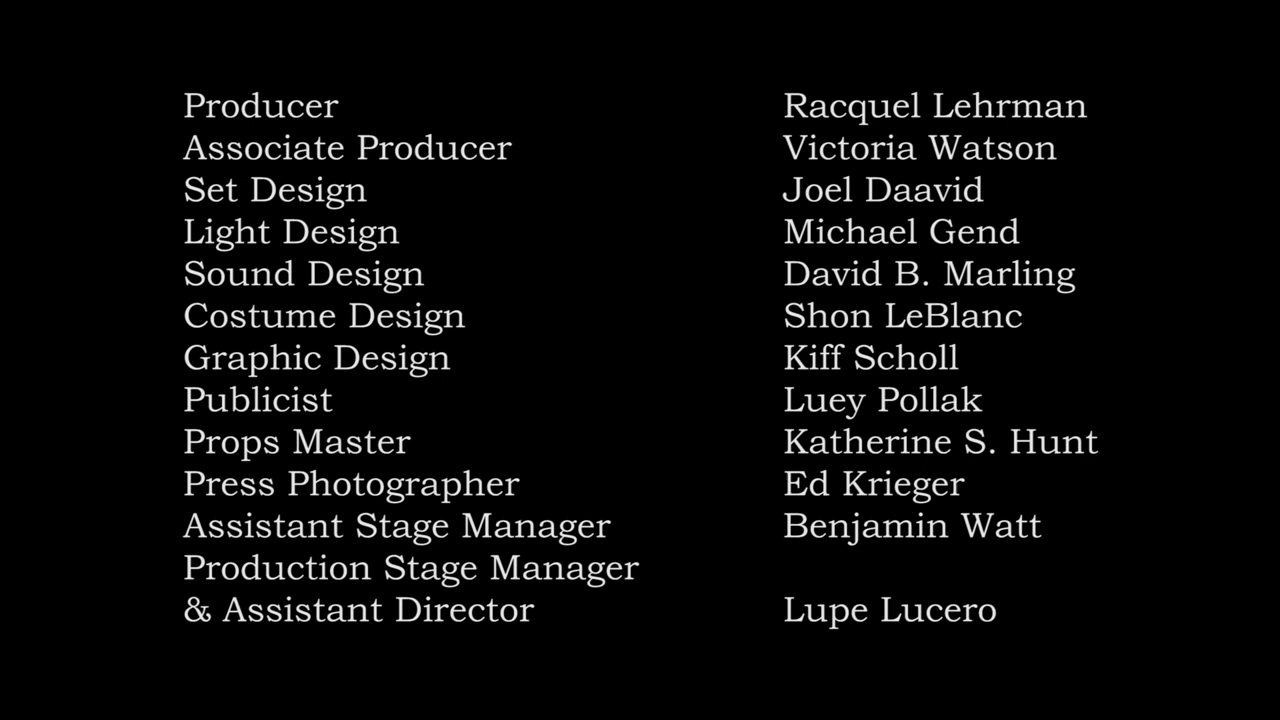 Producer Racquel Lehrman
Associate Producer Victoria Watson
Set Design Joel Daavid
Light Design Michael Gend
Sound Design David B. Marling
Costume Design Shon LeBlanc
Graphic Design Kiff Scholl
Publicist Luey Pollak
Props Master Katherine S. Hunt
Press Photographer Ed Krieger
Assistant Stage Manager Benjamin Watt
Production Stage Manager
& Assistant Director Lupe Lucero